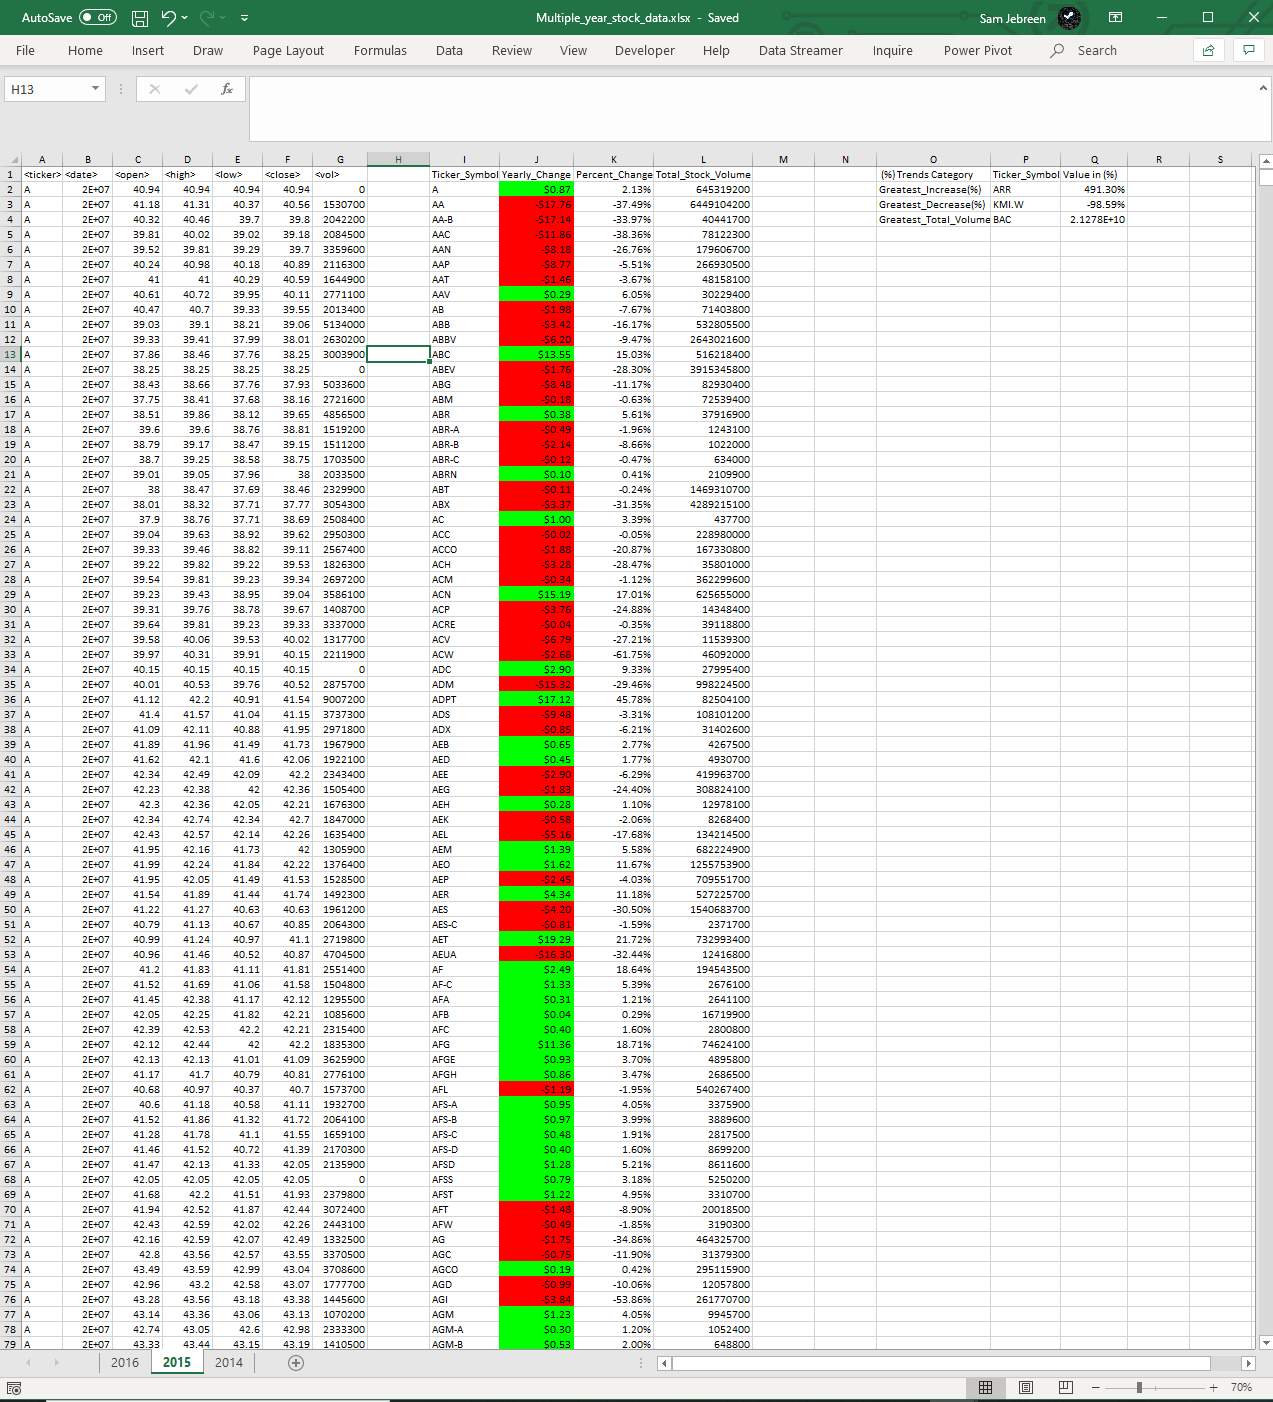 AutoSave Off Multiple_year_stock_data.xlsx - Saved Sam Jebreen
File Home Insert Draw Page Layout Formulas Data Review View Developer Help Data Streamer Inquire Power Pivot Search
H13 fx
A B C D E F G H I J K L M N O P Q R S
1 <ticker> <date> <open> <high> <low> <close> <vol> Ticker_Symbol Yearly_Change Percent_Change Total_Stock_Volume (%) Trends Category Ticker_Symbol Value in (%)
2 A 2E+07 40.94 40.94 40.94 40.94 0 A $0.87 2.13% 645319200 Greatest_Increase(%) ARR 491.30%
3 A 2E+07 41.18 41.31 40.37 40.56 1530700 AA -$17.76 -37.49% 6449104200 Greatest_Decrease(%) KMI.W -98.59%
4 A 2E+07 40.32 40.46 39.7 39.8 2042200 AA-B -$17.14 -33.97% 40441700 Greatest_Total_Volume BAC 2.1278E+10
5 A 2E+07 39.81 40.02 39.02 39.18 2084500 AAC -$11.86 -38.36% 78122300
6 A 2E+07 39.52 39.81 39.29 39.7 3359600 AAN -$8.18 -26.76% 179606700
7 A 2E+07 40.24 40.98 40.18 40.89 2116300 AAP -$8.77 -5.51% 266930500
8 A 2E+07 41 41 40.29 40.59 1644900 AAT -$1.46 -3.67% 48158100
9 A 2E+07 40.61 40.72 39.95 40.11 2771100 AAV $0.29 6.05% 30229400
10 A 2E+07 40.47 40.7 39.33 39.55 2013400 AB -$1.98 -7.67% 71403800
11 A 2E+07 39.03 39.1 38.21 39.06 5134000 ABB -$3.42 -16.17% 532805500
12 A 2E+07 39.33 39.41 37.99 38.01 2630200 ABBV -$6.20 -9.47% 2643021600
13 A 2E+07 37.86 38.46 37.76 38.25 3003900 ABC $13.55 15.03% 516218400
14 A 2E+07 38.25 38.25 38.25 38.25 0 ABEV -$1.76 -28.30% 3915345800
15 A 2E+07 38.43 38.66 37.76 37.93 5033600 ABG -$8.48 -11.17% 82930400
16 A 2E+07 37.75 38.41 37.68 38.16 2721600 ABM -$0.18 -0.63% 72539400
17 A 2E+07 38.51 39.86 38.12 39.65 4856500 ABR $0.38 5.61% 37916900
18 A 2E+07 39.6 39.6 38.76 38.81 1519200 ABR-A -$0.49 -1.96% 1243100
19 A 2E+07 38.79 39.17 38.47 39.15 1511200 ABR-B -$2.14 -8.66% 1022000
20 A 2E+07 38.7 39.25 38.58 38.75 1703500 ABR-C -$0.12 -0.47% 634000
21 A 2E+07 39.01 39.05 37.96 38 2033500 ABRN $0.10 0.41% 2109900
22 A 2E+07 38 38.47 37.69 38.46 2329900 ABT -$0.11 -0.24% 1469310700
23 A 2E+07 38.01 38.32 37.71 37.77 3054300 ABX -$3.37 -31.35% 4289215100
24 A 2E+07 37.9 38.76 37.71 38.69 2508400 AC $1.00 3.39% 437700
25 A 2E+07 39.04 39.63 38.92 39.62 2950300 ACC -$0.02 -0.05% 228980000
26 A 2E+07 39.33 39.46 38.82 39.11 2567400 ACCO -$1.88 -20.87% 167330800
27 A 2E+07 39.22 39.82 39.22 39.53 1826300 ACH -$3.28 -28.47% 35801000
28 A 2E+07 39.54 39.81 39.23 39.34 2697200 ACM -$0.34 -1.12% 362299600
29 A 2E+07 39.23 39.43 38.95 39.04 3586100 ACN $15.19 17.01% 625655000
30 A 2E+07 39.31 39.76 38.78 39.67 1408700 ACP -$3.76 -24.88% 14348400
31 A 2E+07 39.64 39.81 39.23 39.33 3337000 ACRE -$0.04 -0.35% 39118800
32 A 2E+07 39.58 40.06 39.53 40.02 1317700 ACV -$6.79 -27.21% 11539300
33 A 2E+07 39.97 40.31 39.91 40.15 2211900 ACW -$2.68 -61.75% 46092000
34 A 2E+07 40.15 40.15 40.15 40.15 0 ADC $2.90 9.33% 27995400
35 A 2E+07 40.01 40.53 39.76 40.52 2875700 ADM -$15.32 -29.46% 998224500
36 A 2E+07 41.12 42.2 40.91 41.54 9007200 ADPT $17.12 45.78% 82504100
37 A 2E+07 41.4 41.57 41.04 41.15 3737300 ADS -$9.48 -3.31% 108101200
38 A 2E+07 41.09 42.11 40.88 41.95 2971800 ADX -$0.85 -6.21% 31402600
39 A 2E+07 41.89 41.96 41.49 41.73 1967900 AEB $0.65 2.77% 4267500
40 A 2E+07 41.62 42.1 41.6 42.06 1922100 AED $0.45 1.77% 4930700
41 A 2E+07 42.34 42.49 42.09 42.2 2343400 AEE -$2.90 -6.29% 419963700
42 A 2E+07 42.23 42.38 42 42.36 1505400 AEG -$1.83 -24.40% 308824100
43 A 2E+07 42.3 42.36 42.05 42.21 1676300 AEH $0.28 1.10% 12978100
44 A 2E+07 42.34 42.74 42.34 42.7 1847000 AEK -$0.58 -2.06% 8268400
45 A 2E+07 42.43 42.57 42.14 42.26 1635400 AEL -$5.16 -17.68% 134214500
46 A 2E+07 41.95 42.16 41.73 42 1305900 AEM $1.39 5.58% 682224900
47 A 2E+07 41.99 42.24 41.84 42.22 1376400 AEO $1.62 11.67% 1255753900
48 A 2E+07 41.95 42.05 41.49 41.53 1528500 AEP -$2.45 -4.03% 709551700
49 A 2E+07 41.54 41.89 41.44 41.74 1492300 AER $4.34 11.18% 527225700
50 A 2E+07 41.22 41.27 40.63 40.63 1961200 AES -$4.20 -30.50% 1540683700
51 A 2E+07 40.79 41.13 40.67 40.85 2064300 AES-C -$0.81 -1.59% 2371700
52 A 2E+07 40.99 41.24 40.97 41.1 2719800 AET $19.29 21.72% 732993400
53 A 2E+07 40.96 41.46 40.52 40.87 4704500 AEUA -$16.30 -32.44% 12416800
54 A 2E+07 41.2 41.83 41.11 41.81 2551400 AF $2.49 18.64% 194543500
55 A 2E+07 41.52 41.69 41.06 41.58 1504800 AF-C $1.33 5.39% 2676100
56 A 2E+07 41.45 42.38 41.17 42.12 1295500 AFA $0.31 1.21% 2641100
57 A 2E+07 42.05 42.25 41.82 42.21 1085600 AFB $0.04 0.29% 16719900
58 A 2E+07 42.39 42.53 42.2 42.21 2315400 AFC $0.40 1.60% 2800800
59 A 2E+07 42.12 42.44 42 42.2 1835300 AFG $11.36 18.71% 74624100
60 A 2E+07 42.13 42.13 41.01 41.09 3625900 AFGE $0.93 3.70% 4895800
61 A 2E+07 41.17 41.7 40.79 40.81 2776100 AFGH $0.86 3.47% 2686500
62 A 2E+07 40.68 40.97 40.37 40.7 1573700 AFL -$1.19 -1.95% 540267400
63 A 2E+07 40.6 41.18 40.58 41.11 1932700 AFS-A $0.95 4.05% 3375900
64 A 2E+07 41.52 41.86 41.32 41.72 2064100 AFS-B $0.97 3.99% 3889600
65 A 2E+07 41.28 41.78 41.1 41.55 1659100 AFS-C $0.48 1.91% 2817500
66 A 2E+07 41.46 41.52 40.72 41.39 2170300 AFS-D $0.40 1.60% 8699200
67 A 2E+07 41.47 42.13 41.33 42.05 2135900 AFSD $1.28 5.21% 8611600
68 A 2E+07 42.05 42.05 42.05 42.05 0 AFSS $0.79 3.18% 5250200
69 A 2E+07 41.68 42.2 41.51 41.93 2379800 AFST $1.22 4.95% 3310700
70 A 2E+07 41.94 42.52 41.87 42.44 3072400 AFT -$1.48 -8.90% 20018500
71 A 2E+07 42.43 42.59 42.02 42.26 2443100 AFW -$0.49 -1.85% 3190300
72 A 2E+07 42.16 42.59 42.07 42.49 1332500 AG -$1.75 -34.86% 464325700
73 A 2E+07 42.8 43.56 42.57 43.55 3370500 AGC -$0.75 -11.90% 31379300
74 A 2E+07 43.49 43.59 42.99 43.04 3708600 AGCO $0.19 0.42% 295115900
75 A 2E+07 42.96 43.2 42.58 43.07 1777700 AGD -$0.99 -10.06% 12057800
76 A 2E+07 43.28 43.56 43.18 43.38 1445600 AGI -$3.84 -53.86% 261770700
77 A 2E+07 43.14 43.36 43.06 43.13 1070200 AGM $1.23 4.05% 9945700
78 A 2E+07 42.74 43.05 42.6 42.98 2333300 AGM-A $0.30 1.20% 1052400
79 A 2E+07 43.33 43.44 43.15 43.19 1410500 AGM-B $0.53 2.00% 648800
2016 2015 2014
70%